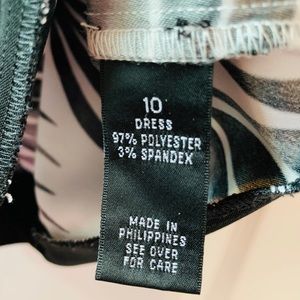 10
DRESS
97% POLYESTER
3% SPANDEX
MADE IN
PHILIPPINES
SEE OVER
FOR CARE